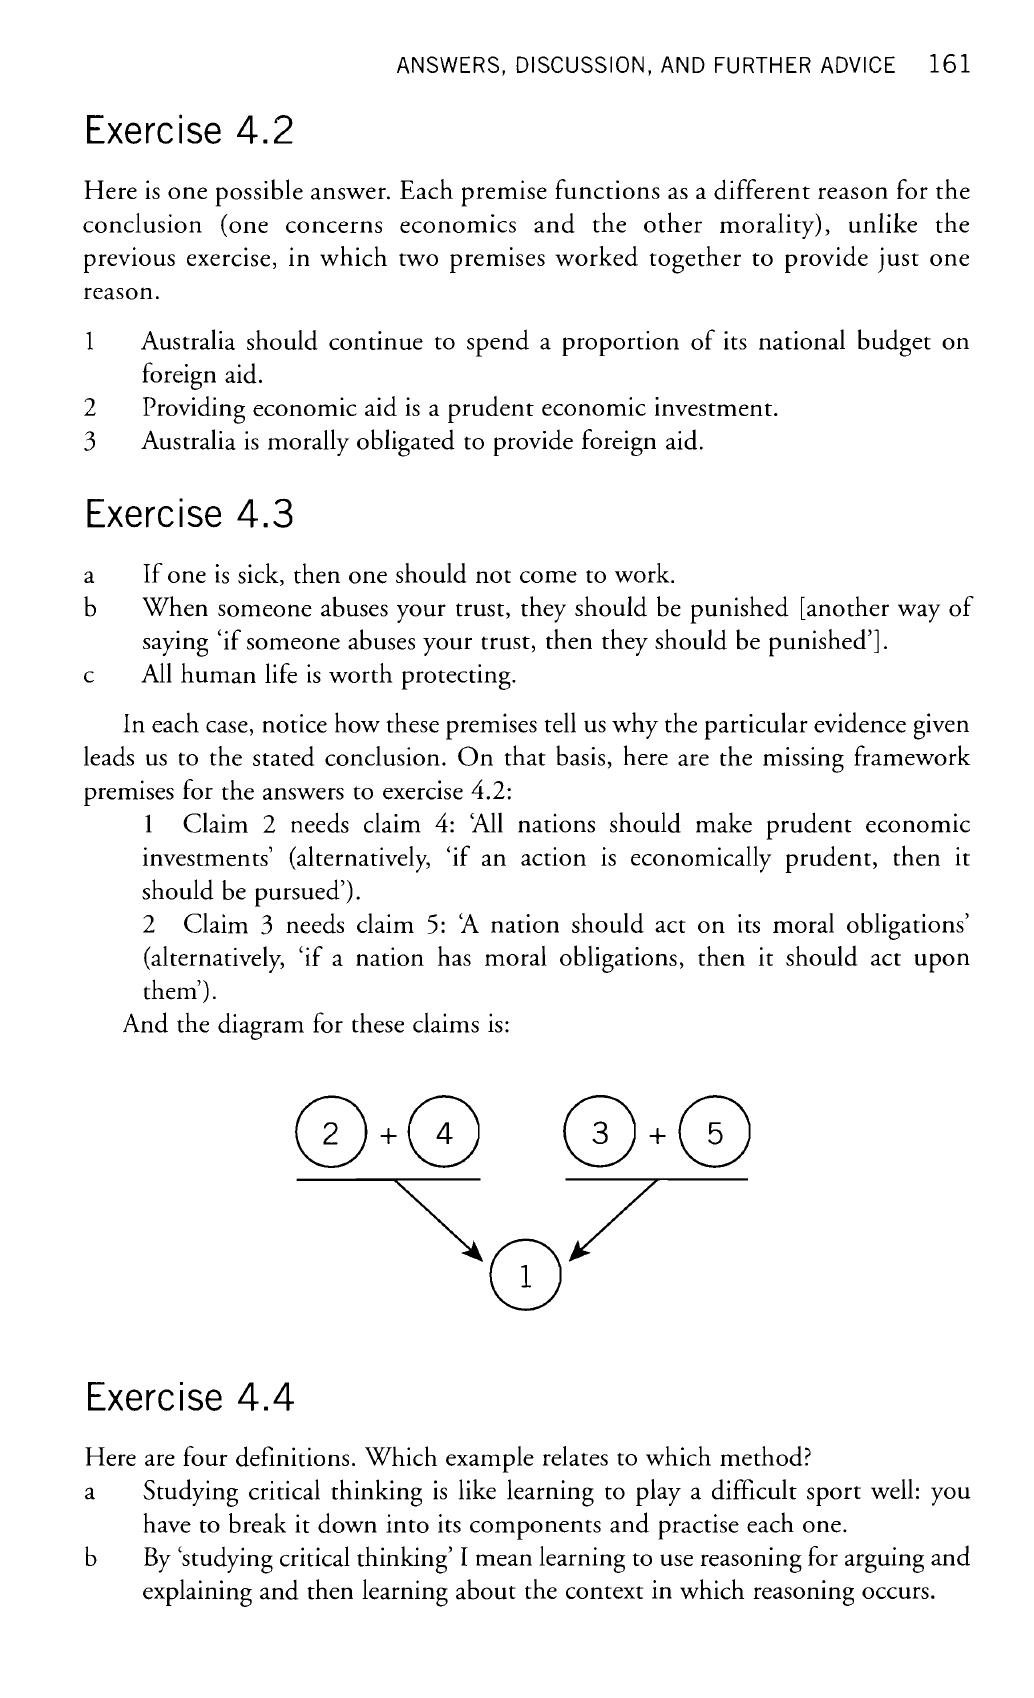 ANSWERS, DISCUSSION, AND FURTHER ADVICE 161
Exercise 4.2
Here is one possible answer. Each premise functions as a different reason for the
conclusion (one concerns economics and the other morality), unlike the
previous exercise, in which two premises worked together to provide just one
reason.
1 Australia should continue to spend a proportion of its national budget on
foreign aid.
2 Providing economic aid is a prudent economic investment.
3 Australia is morally obligated to provide foreign aid.
Exercise 4.3
a If one is sick, then one should not come to work.
b When someone abuses your trust, they should be punished [another way of
saying ‘if someone abuses your trust, then they should be punished’].
c All human life is worth protecting.
In each case, notice how these premises tell us why the particular evidence given
leads us to the stated conclusion. On that basis, here are the missing framework
premises for the answers to exercise 4.2:
1 Claim 2 needs claim 4: ‘All nations should make prudent economic
investments’ (alternatively, ‘if an action is economically prudent, then it
should be pursued’).
2 Claim 3 needs claim 5: ‘A nation should act on its moral obligations’
(alternatively, ‘if a nation has moral obligations, then it should act upon
them’).
And the diagram for these claims is:
2 + 4 3 + 5
1
Exercise 4.4
Here are four definitions. Which example relates to which method?
a Studying critical thinking is like learning to play a difficult sport well: you
have to break it down into its components and practise each one.
b By ‘studying critical thinking’ I mean learning to use reasoning for arguing and
explaining and then learning about the context in which reasoning occurs.